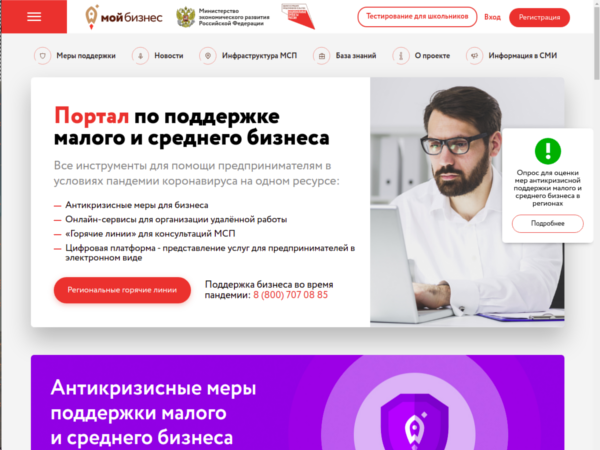 мой бизнес
Министерство
экономического развития
Российской Федерации
Тестирование для школьников
Вход
Регистрация
Меры поддержки
Новости
Инфраструктура МСП
База знаний
О проекте
Информация в СМИ
Портал по поддержке
малого и среднего бизнеса
Все инструменты для помощи предпринимателям в
условиях пандемии коронавируса на одном ресурсе:
— Антикризисные меры для бизнеса
— Онлайн-сервисы для организации удалённой работы
— «Горячие линии» для консультаций МСП
— Цифровая платформа - представление услуг для предпринимателей в
электронном виде
Региональные горячие линии
Поддержка бизнеса во время
пандемии: 8 (800) 707 08 85
Опрос для оценки
мер антикризисной
поддержки малого и
среднего бизнеса в
регионах
Подробнее
Антикризисные меры
поддержки малого
и среднего бизнеса